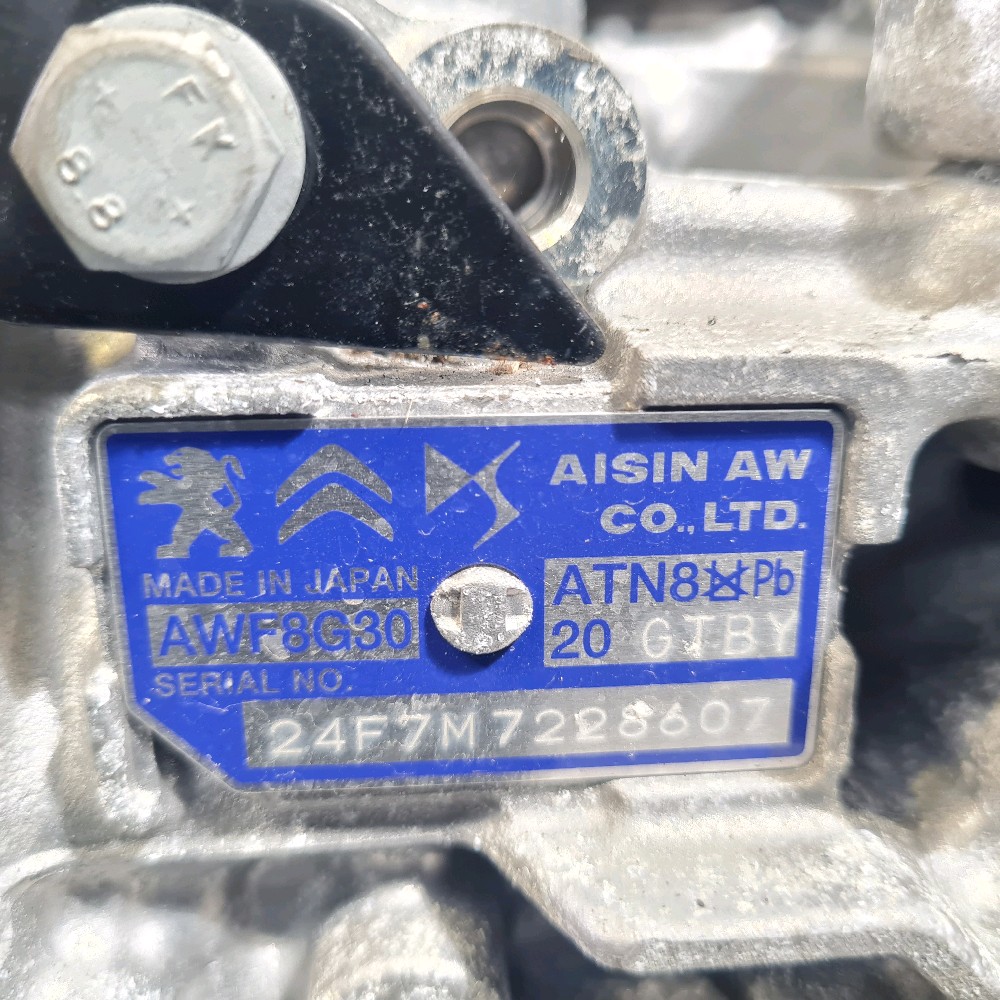 FK
8.8
AISIN AW
CO., LTD.
MADE IN JAPAN
AWF8G30
ATN8 Pb
20 GTBY
SERIAL NO.
24F7M7228607